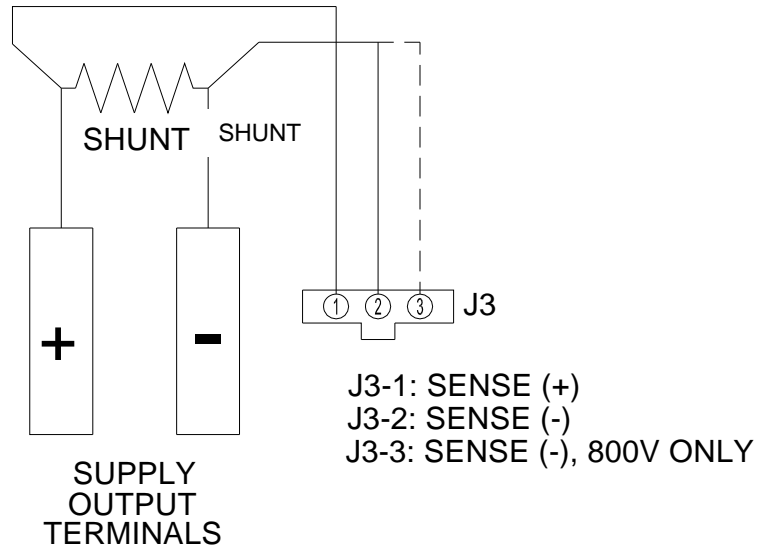 SHUNT
SHUNT
+
-
1 2 3
J3
J3-1: SENSE (+)
J3-2: SENSE (-)
J3-3: SENSE (-), 800V ONLY
SUPPLY
OUTPUT
TERMINALS